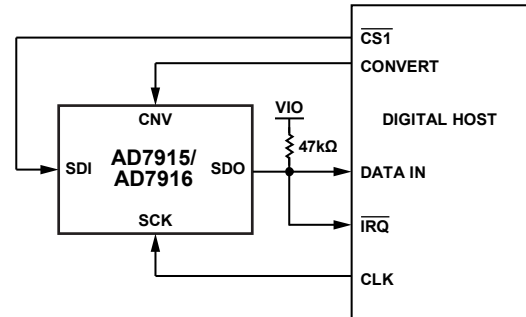 CS1
CONVERT
VIO
CNV
DIGITAL HOST
47kΩ
AD7915/
AD7916
SDI
SDO
DATA IN
SCK
IRQ
CLK